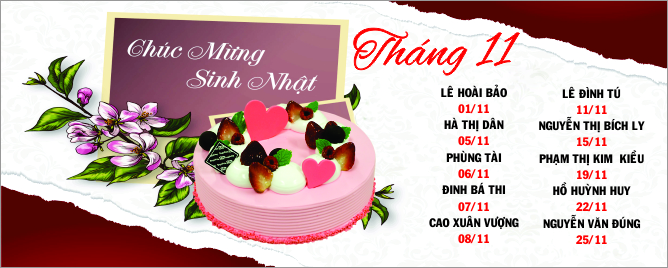 Chúc Mừng
Sinh Nhật
Tháng 11
LÊ HOÀI BẢO
01/11
HÀ THỊ DÂN
05/11
PHÙNG TÀI
06/11
ĐINH BÁ THI
07/11
CAO XUÂN VƯỢNG
08/11
LÊ ĐÌNH TÚ
11/11
NGUYỄN THỊ BÍCH LY
15/11
PHẠM THỊ KIM KIỀU
19/11
HỒ HUỲNH HUY
22/11
NGUYỄN VĂN ĐÚNG
25/11